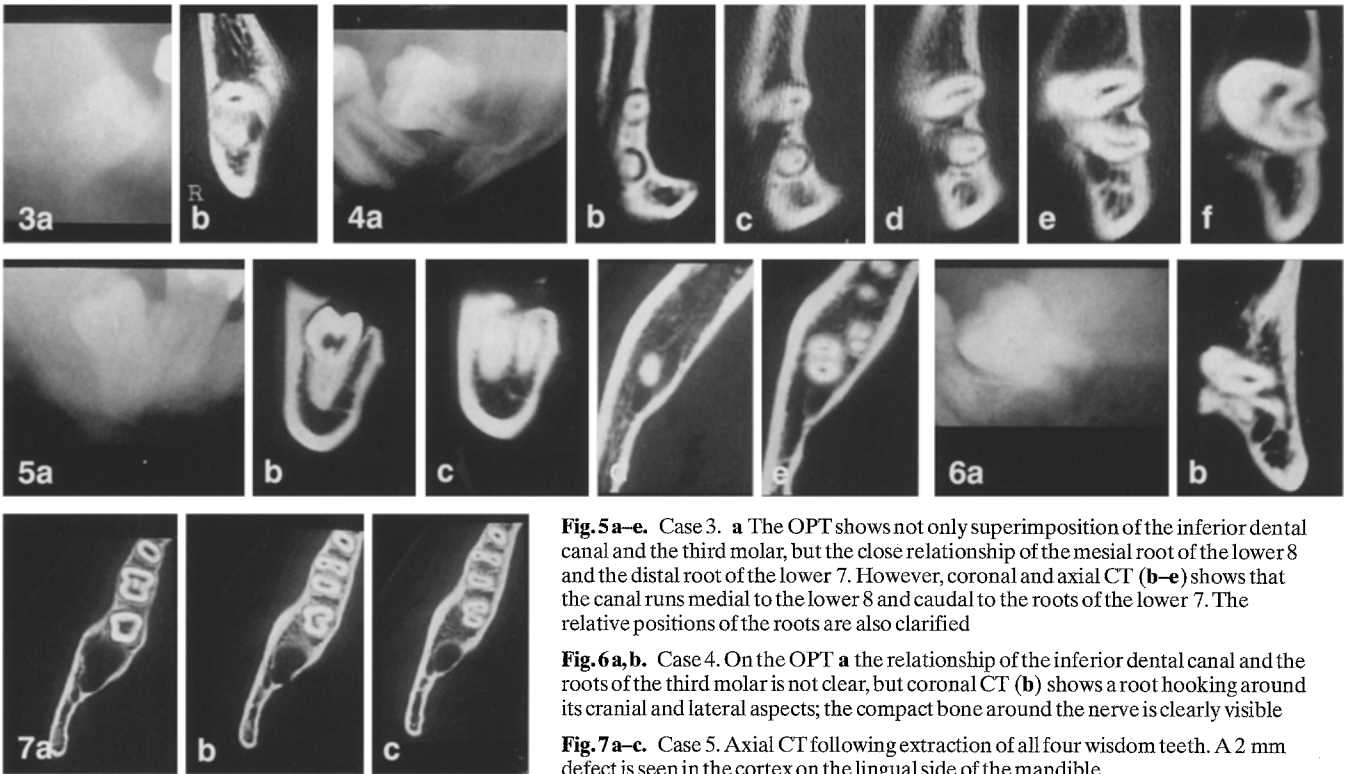 3a
R
b
4a
b
c
d
e
f
5a
b
c
d
e
6a
b
7a
b
c
Fig.5 a–e. Case 3. a The OPT shows not only superimposition of the inferior dental
canal and the third molar, but the close relationship of the mesial root of the lower 8
and the distal root of the lower 7. However, coronal and axial CT (b–e) shows that
the canal runs medial to the lower 8 and caudal to the roots of the lower 7. The
relative positions of the roots are also clarified
Fig.6 a,b. Case 4. On the OPT a the relationship of the inferior dental canal and the
roots of the third molar is not clear, but coronal CT (b) shows a root hooking around
its cranial and lateral aspects; the compact bone around the nerve is clearly visible
Fig.7 a–c. Case 5. Axial CT following extraction of all four wisdom teeth. A 2 mm
defect is seen in the cortex on the lingual side of the mandible